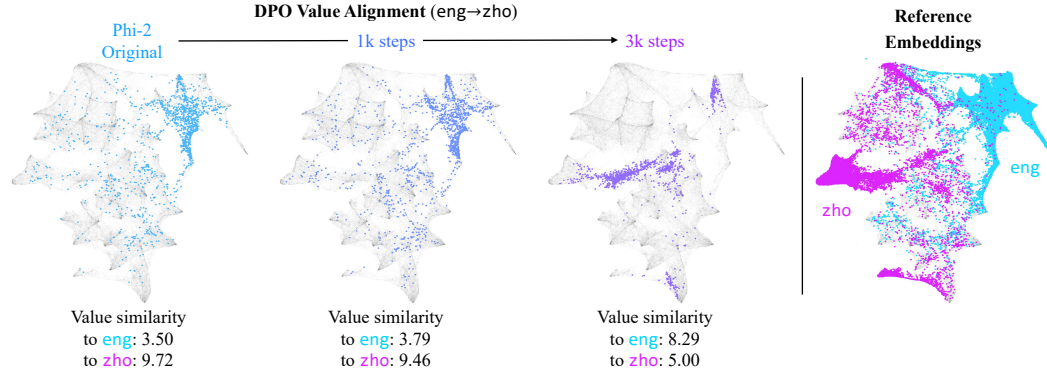 DPO Value Alignment (eng→zho)
Phi-2
Original
1k steps
3k steps
Reference
Embeddings
eng
zho
Value similarity
to eng: 3.50
to zho: 9.72
Value similarity
to eng: 3.79
to zho: 9.46
Value similarity
to eng: 8.29
to zho: 5.00